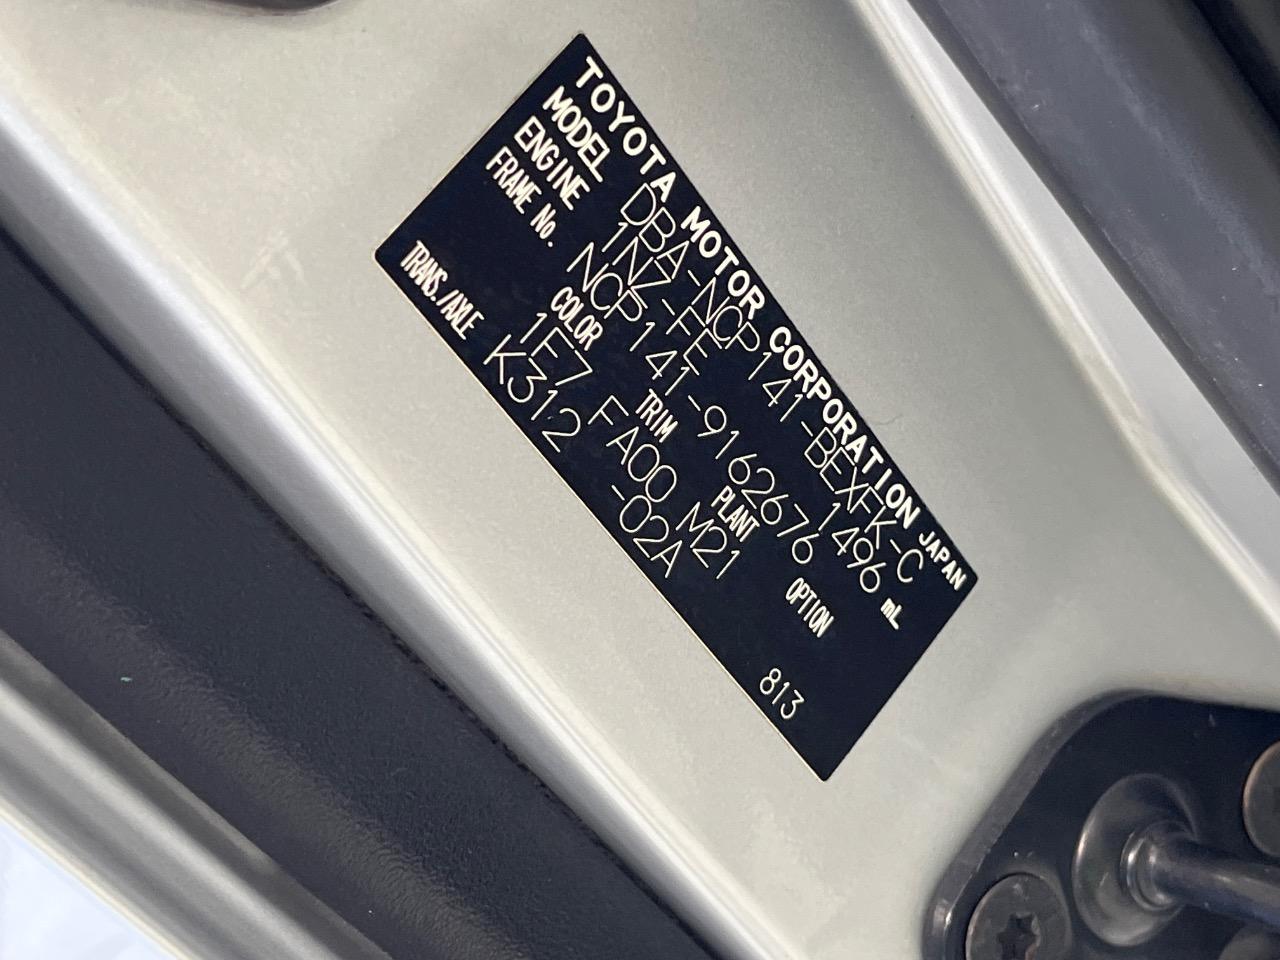 TOYOTA MOTOR CORPORATION JAPAN
MODEL DBA-NCP141-BEXFK-C
ENGINE 1NZ-FE 1496 mL
FRAME No. NCP141-9162676
COLOR TRIM PLANT OPTION
1F7 FA00 M21
TRANS./AXLE K312 -02A 813